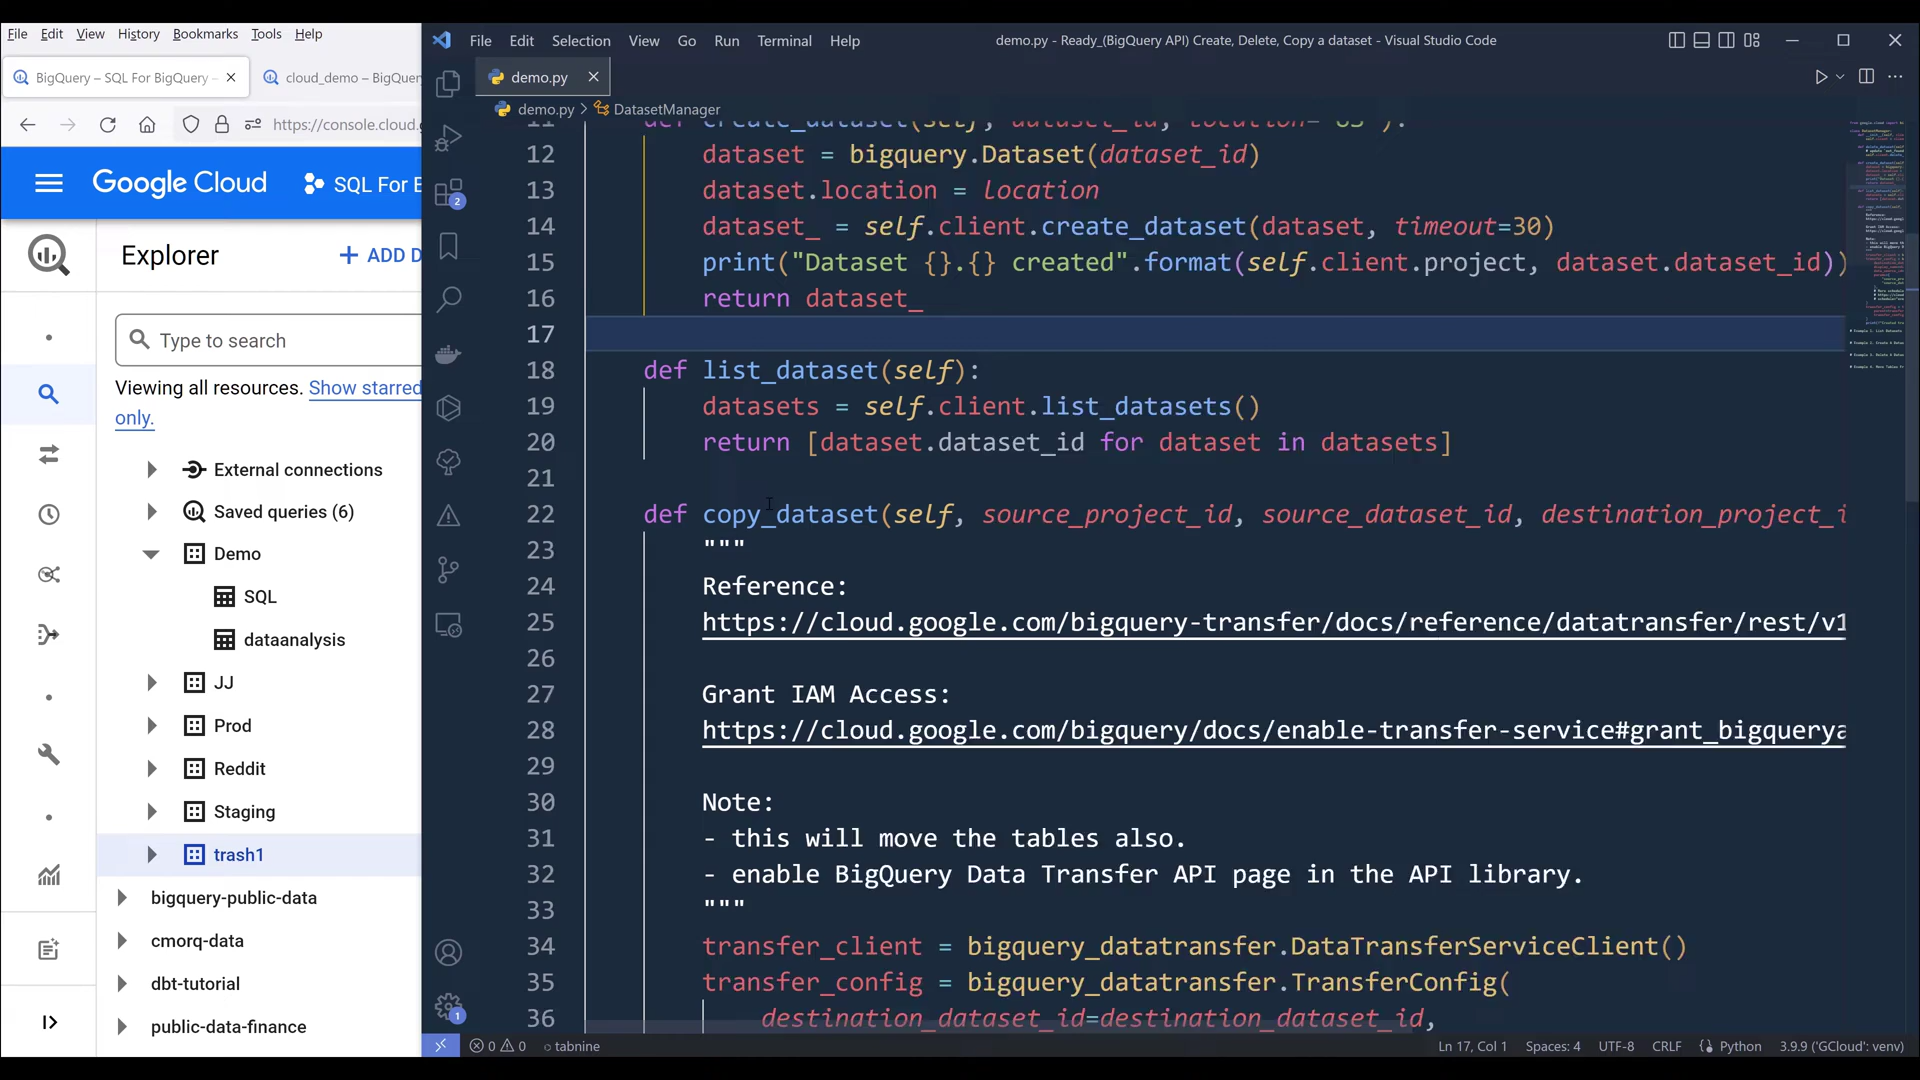 File Edit View History Bookmarks Tools Help
BigQuery – SQL For BigQuery –
cloud_demo – BigQu
https://console.cloud.
Google Cloud
SQL For B
Explorer
+ ADD D
Type to search
Viewing all resources. Show starred
only.
External connections
Saved queries (6)
Demo
SQL
dataanalysis
JJ
Prod
Reddit
Staging
trash1
bigquery-public-data
cmorq-data
dbt-tutorial
public-data-finance
File Edit Selection View Go Run Terminal Help
demo.py - Ready_(BigQuery API) Create, Delete, Copy a dataset - Visual Studio Code
demo.py
demo.py > DatasetManager
2
1
def create_dataset(self, dataset_id, location='US'):
12 dataset = bigquery.Dataset(dataset_id)
13 dataset.location = location
14 dataset_ = self.client.create_dataset(dataset, timeout=30)
15 print("Dataset {}.{} created".format(self.client.project, dataset.dataset_id))
16 return dataset_
17
18 def list_dataset(self):
19 datasets = self.client.list_datasets()
20 return [dataset.dataset_id for dataset in datasets]
21
22 def copy_dataset(self, source_project_id, source_dataset_id, destination_project_i
23 """
24 Reference:
25 https://cloud.google.com/bigquery-transfer/docs/reference/datatransfer/rest/v1
26
27 Grant IAM Access:
28 https://cloud.google.com/bigquery/docs/enable-transfer-service#grant_bigquerya
29
30 Note:
31 - this will move the tables also.
32 - enable BigQuery Data Transfer API page in the API library.
33 """
34 transfer_client = bigquery_datatransfer.DataTransferServiceClient()
35 transfer_config = bigquery_datatransfer.TransferConfig(
36 destination_dataset_id=destination_dataset_id,
0 0 tabnine
Ln 17, Col 1 Spaces: 4 UTF-8 CRLF Python 3.9.9 ('GCloud': venv)